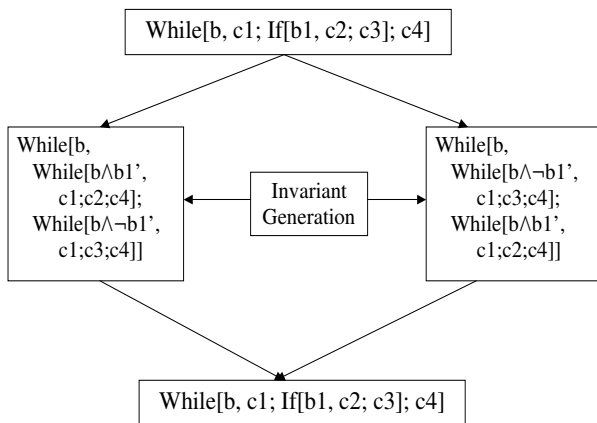 While[b, c1; If[b1, c2; c3]; c4]
While[b,
While[b∧b1’,
c1;c2;c4];
While[b∧¬b1’,
c1;c3;c4]]
Invariant
Generation
While[b,
While[b∧¬b1’,
c1;c3;c4];
While[b∧b1’,
c1;c2;c4]]
While[b, c1; If[b1, c2; c3]; c4]